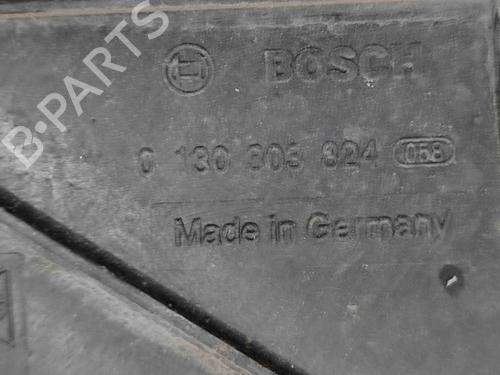 B-PARTS
BOSCH
0 130 303 824 058
Made in Germany